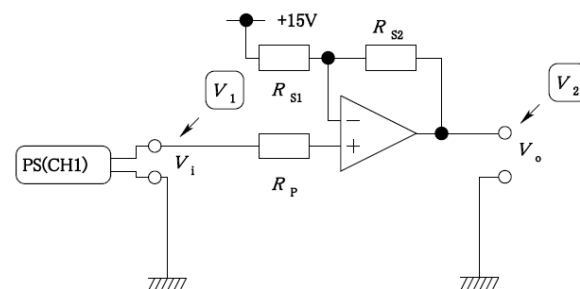 +15V
R S2
R S1
V 1
V 2
PS(CH1)
V i
−
+
R P
V o